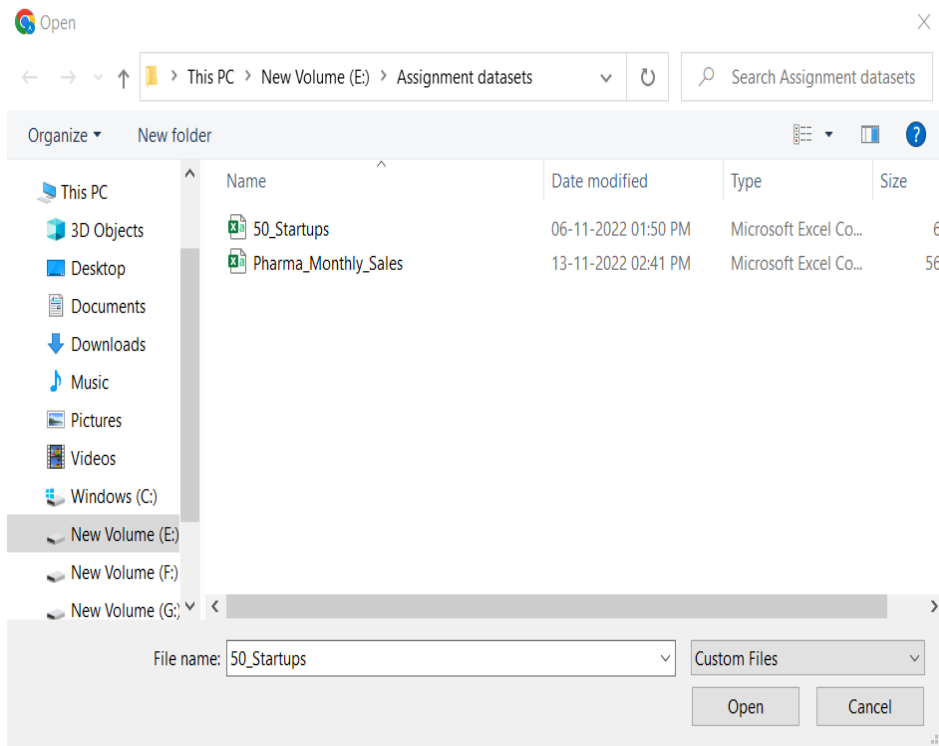 Open
This PC > New Volume (E:) > Assignment datasets
Search Assignment datasets
Organize
New folder
?
This PC
3D Objects
Desktop
Documents
Downloads
Music
Pictures
Videos
Windows (C:)
New Volume (E:)
New Volume (F:)
New Volume (G:)
Name Date modified Type Size
50_Startups 06-11-2022 01:50 PM Microsoft Excel Co... 6
Pharma_Monthly_Sales 13-11-2022 02:41 PM Microsoft Excel Co... 56
File name: 50_Startups
Custom Files
Open
Cancel